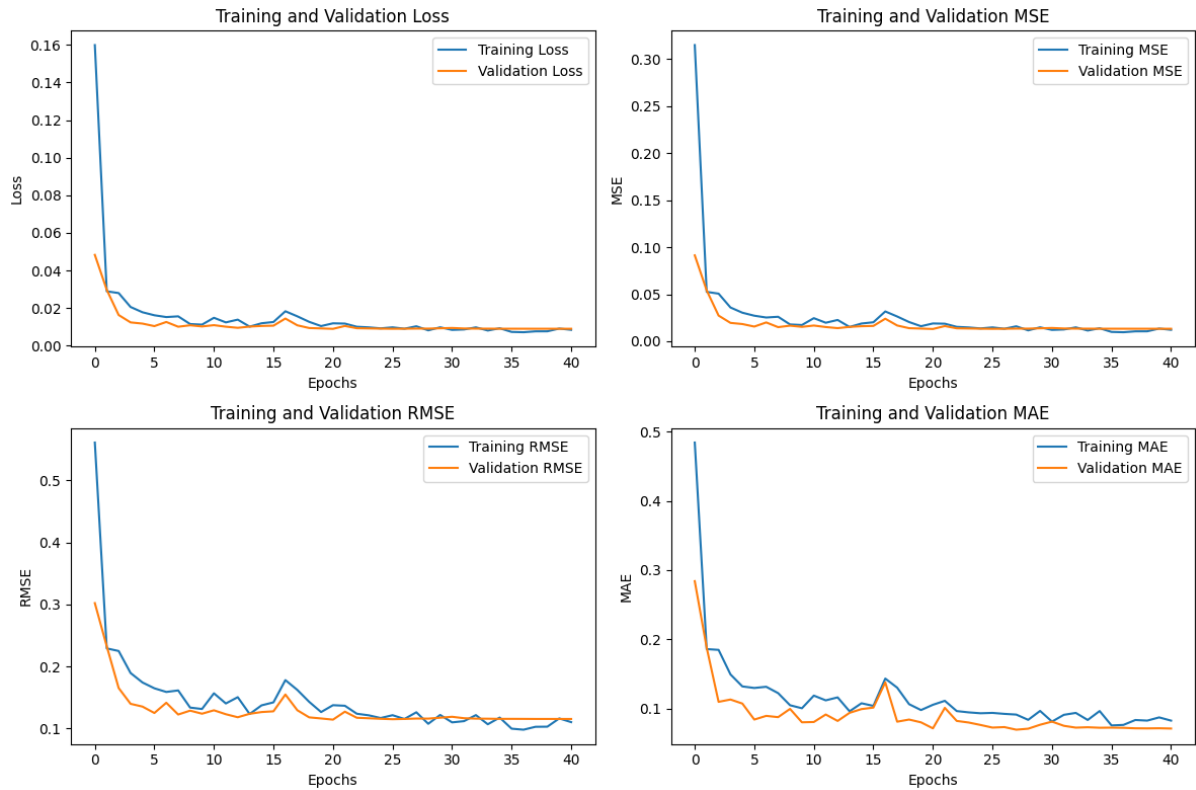 Training and Validation Loss
Training Loss
Validation Loss
0.16
0.14
0.12
0.10
0.08
0.06
0.04
0.02
0.00
Loss
0 5 10 15 20 25 30 35 40
Epochs
Training and Validation MSE
Training MSE
Validation MSE
0.30
0.25
0.20
0.15
0.10
0.05
0.00
MSE
0 5 10 15 20 25 30 35 40
Epochs
Training and Validation RMSE
Training RMSE
Validation RMSE
0.5
0.4
0.3
0.2
0.1
RMSE
0 5 10 15 20 25 30 35 40
Epochs
Training and Validation MAE
Training MAE
Validation MAE
0.5
0.4
0.3
0.2
0.1
MAE
0 5 10 15 20 25 30 35 40
Epochs